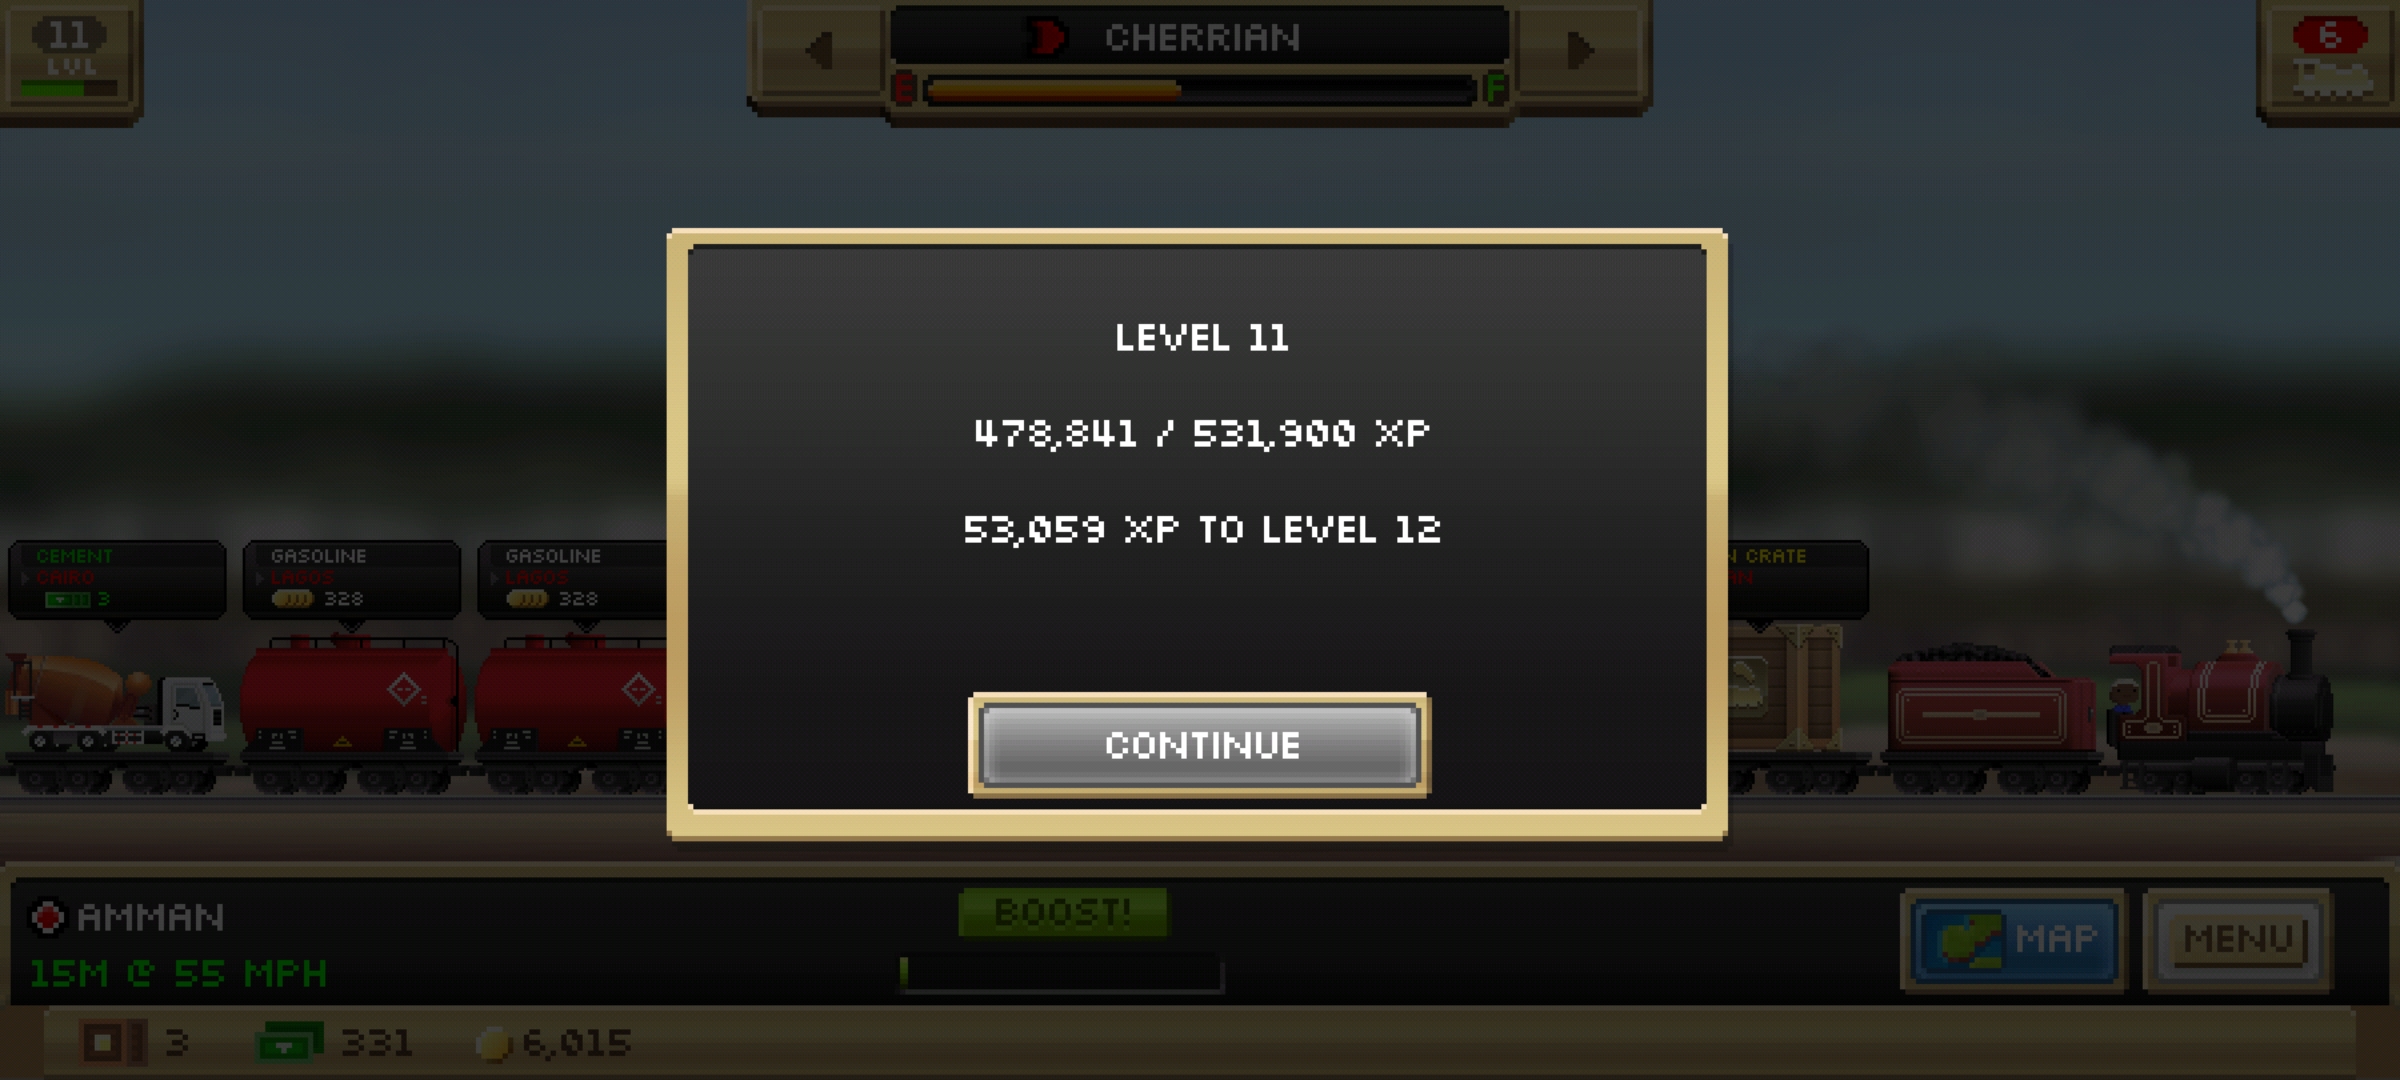 11
LVL
CHERRIAN
E
F
6
LEVEL 11
478,841 / 531,900 XP
53,059 XP TO LEVEL 12
CONTINUE
CEMENT
CAIRO
3
GASOLINE
LAGOS
328
GASOLINE
LAGOS
328
CRATE
AMMAN
15M @ 55 MPH
BOOST!
MAP
MENU
3
331
6,015